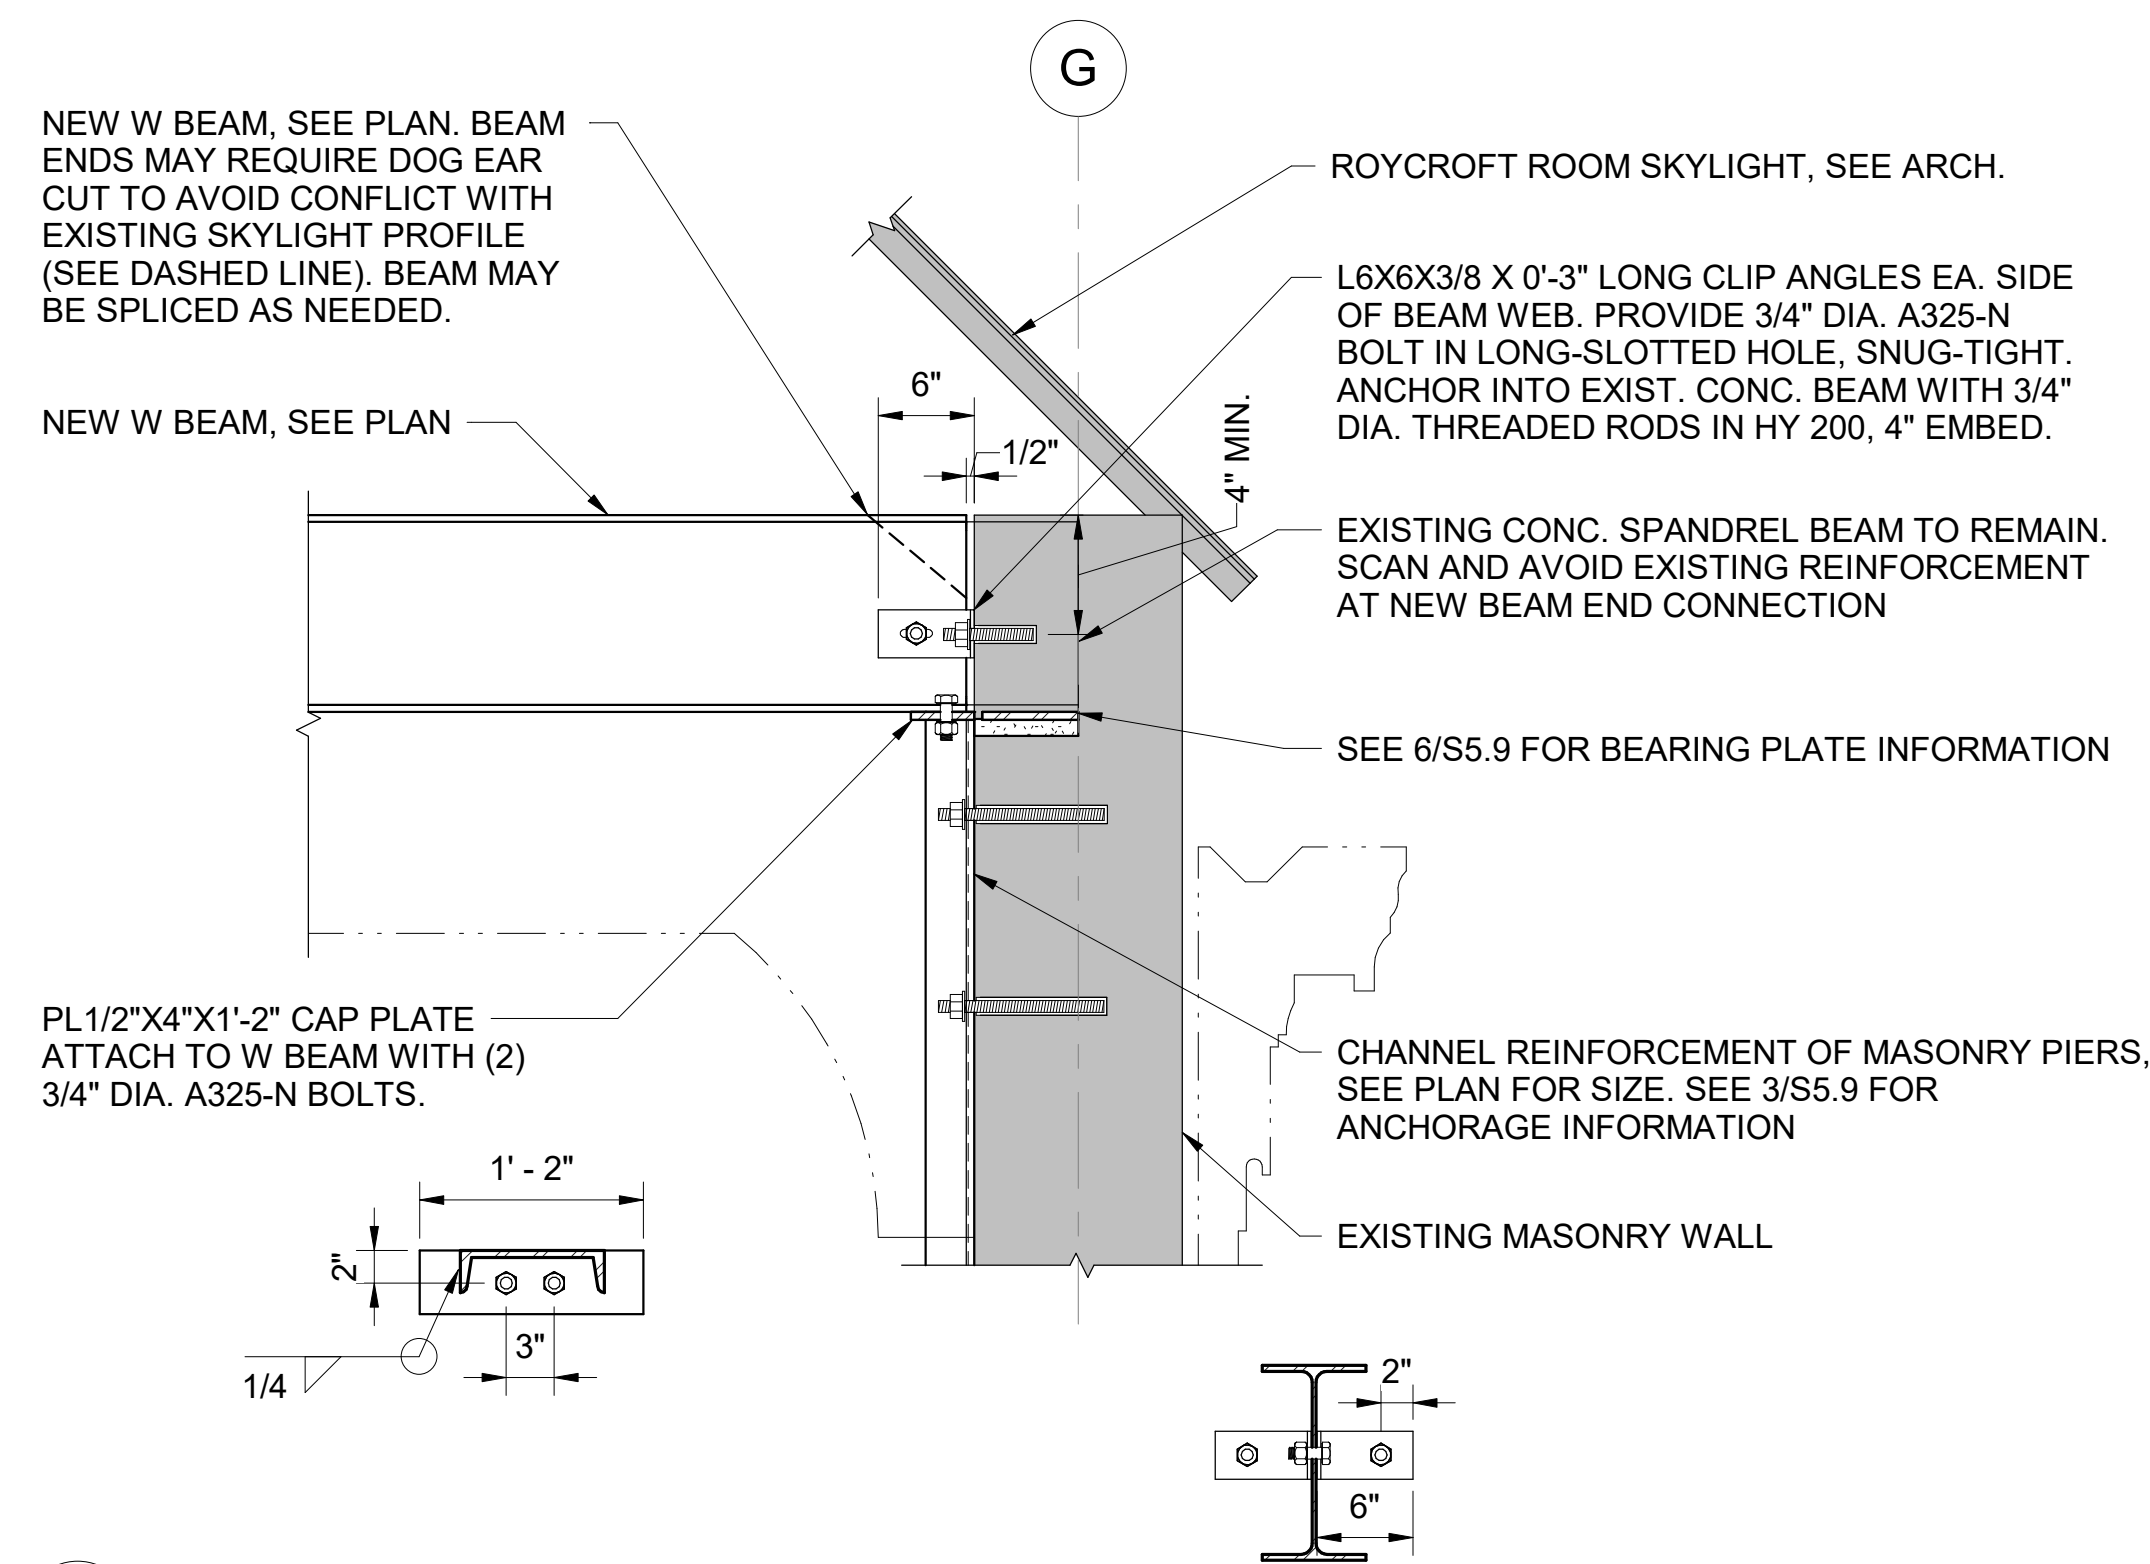 G
NEW W BEAM, SEE PLAN. BEAM
ENDS MAY REQUIRE DOG EAR
CUT TO AVOID CONFLICT WITH
EXISTING SKYLIGHT PROFILE
(SEE DASHED LINE). BEAM MAY
BE SPLICED AS NEEDED.
ROYCROFT ROOM SKYLIGHT, SEE ARCH.
L6X6X3/8 X 0'-3" LONG CLIP ANGLES EA. SIDE
OF BEAM WEB. PROVIDE 3/4" DIA. A325-N
BOLT IN LONG-SLOTTED HOLE, SNUG-TIGHT.
ANCHOR INTO EXIST. CONC. BEAM WITH 3/4"
DIA. THREADED RODS IN HY 200, 4" EMBED.
NEW W BEAM, SEE PLAN
6"
1/2"
4" MIN.
EXISTING CONC. SPANDREL BEAM TO REMAIN.
SCAN AND AVOID EXISTING REINFORCEMENT
AT NEW BEAM END CONNECTION
SEE 6/S5.9 FOR BEARING PLATE INFORMATION
PL1/2"X4"X1'-2" CAP PLATE
ATTACH TO W BEAM WITH (2)
3/4" DIA. A325-N BOLTS.
CHANNEL REINFORCEMENT OF MASONRY PIERS,
SEE PLAN FOR SIZE. SEE 3/S5.9 FOR
ANCHORAGE INFORMATION
EXISTING MASONRY WALL
1' - 2"
2"
3"
1/4
2"
6"